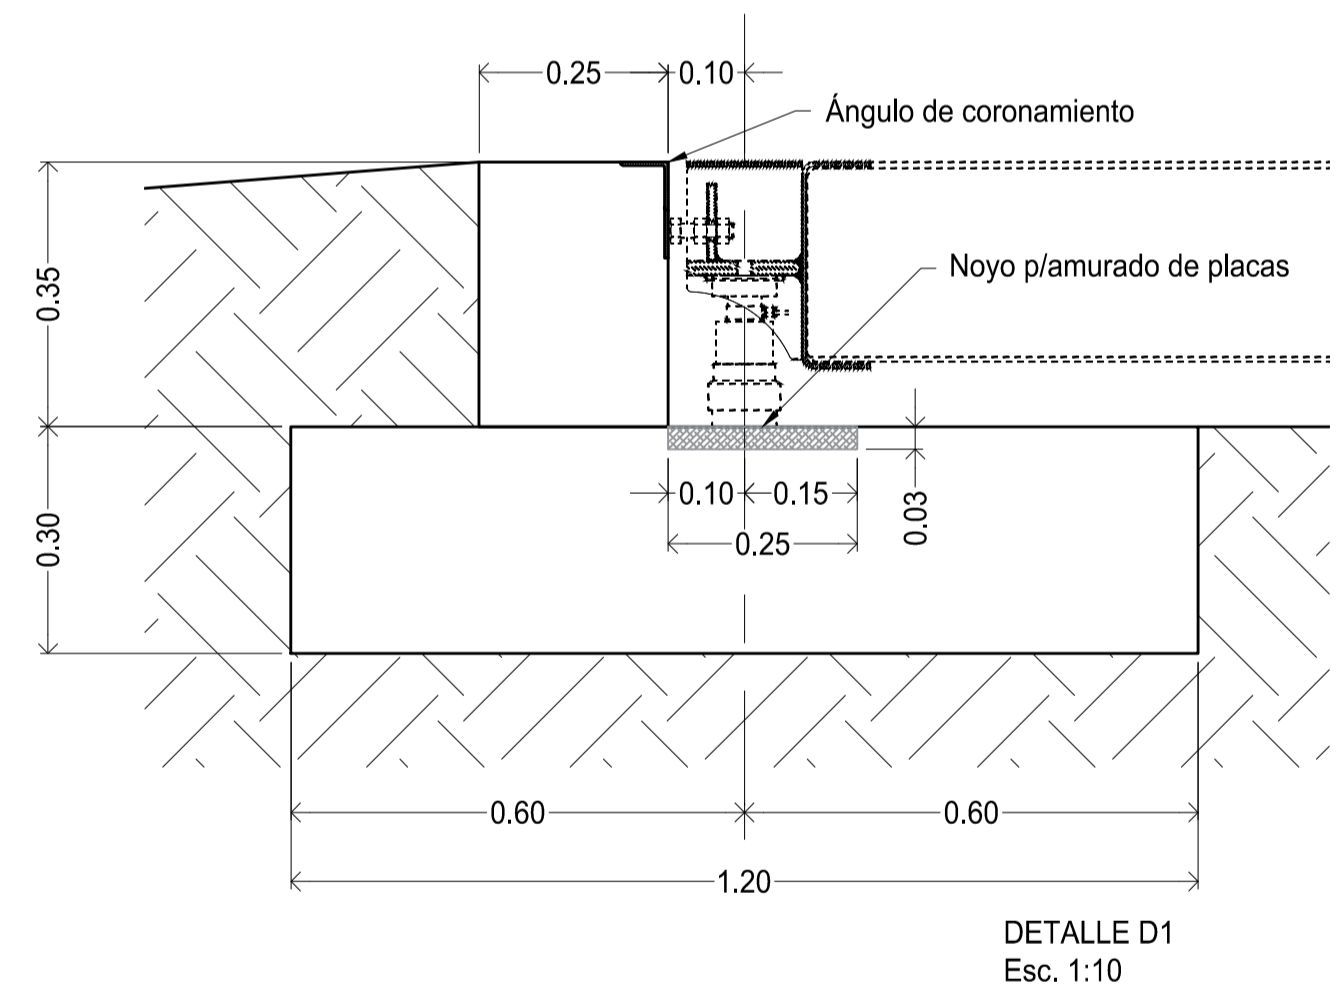 0.25
0.10
Ángulo de coronamiento
0.35
Noyo p/amurado de placas
0.10
0.15
0.25
0.03
0.30
0.60
0.60
1.20
DETALLE D1
Esc. 1:10